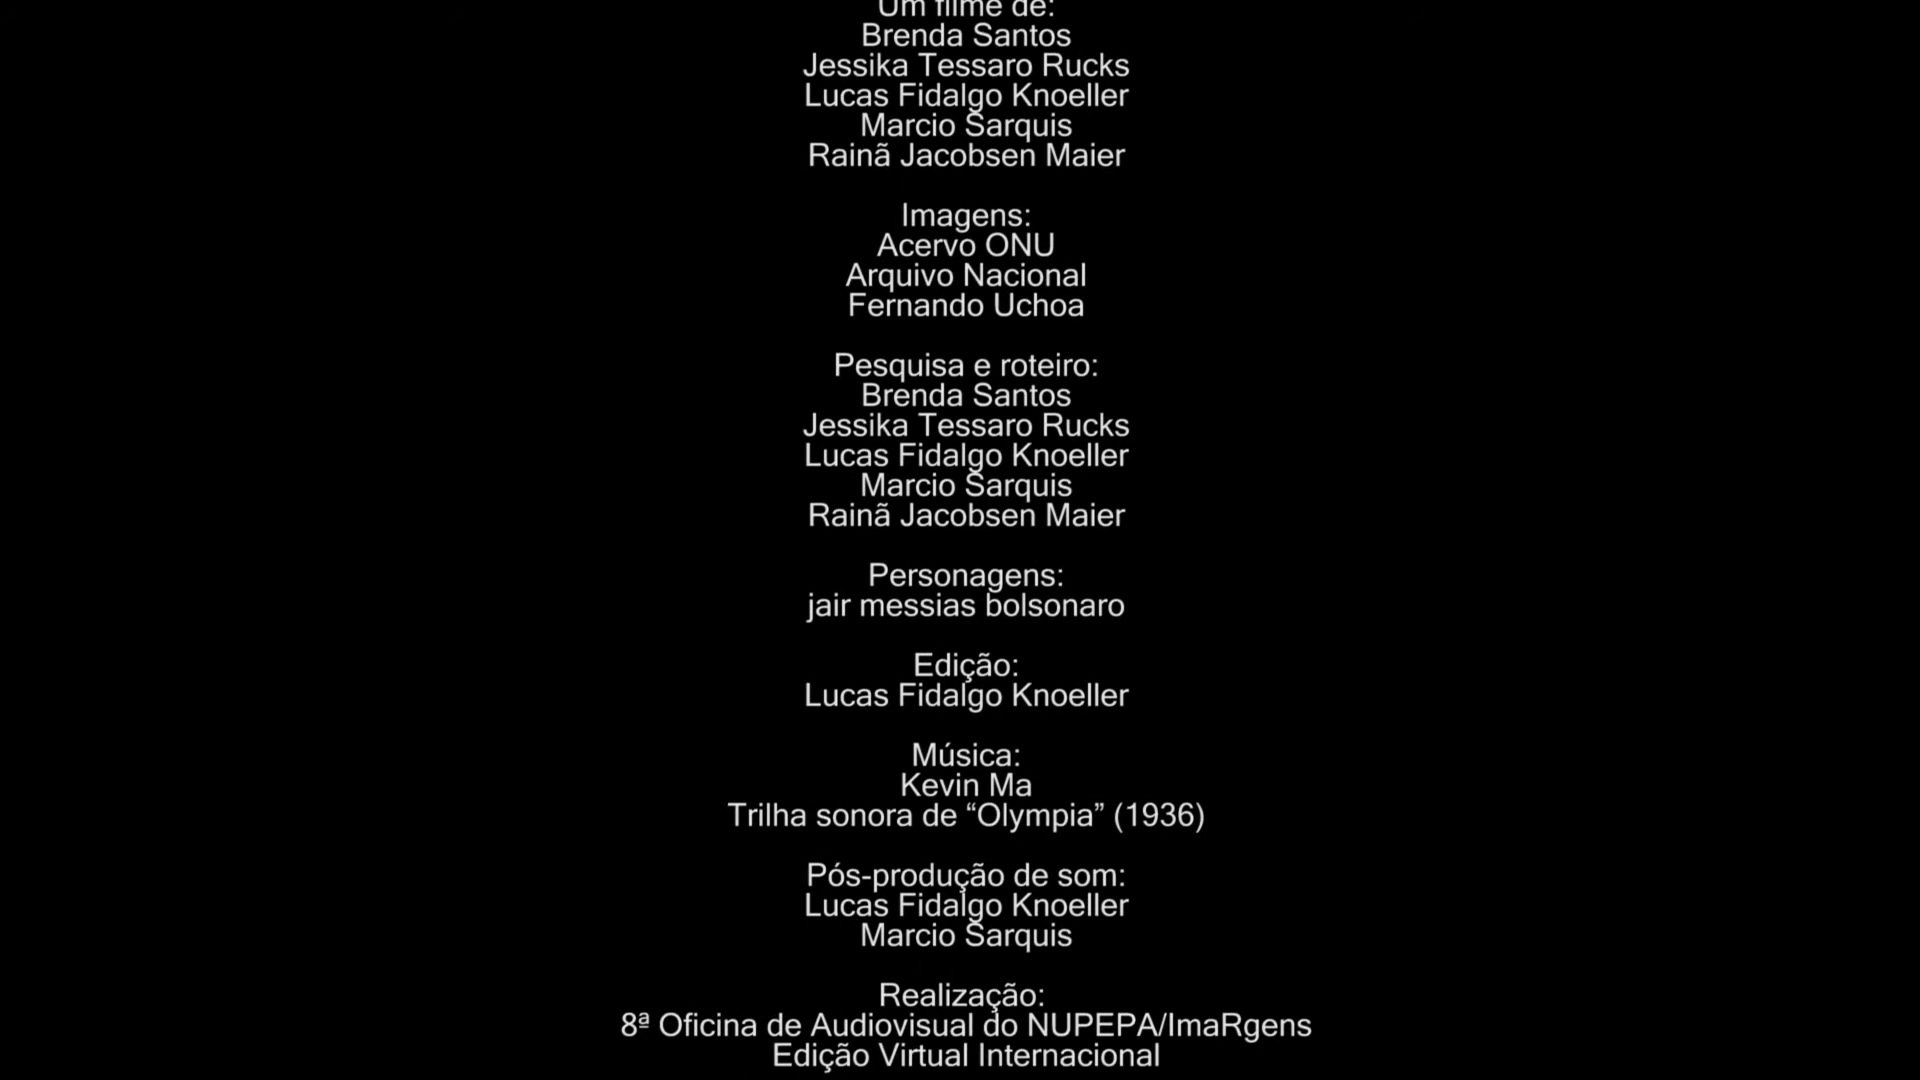 Um filme de:
Brenda Santos
Jessika Tessaro Rucks
Lucas Fidalgo Knoeller
Marcio Sarquis
Rainã Jacobsen Maier
Imagens:
Acervo ONU
Arquivo Nacional
Fernando Uchoa
Pesquisa e roteiro:
Brenda Santos
Jessika Tessaro Rucks
Lucas Fidalgo Knoeller
Marcio Sarquis
Rainã Jacobsen Maier
Personagens:
jair messias bolsonaro
Edição:
Lucas Fidalgo Knoeller
Música:
Kevin Ma
Trilha sonora de “Olympia” (1936)
Pós-produção de som:
Lucas Fidalgo Knoeller
Marcio Sarquis
Realização:
8ª Oficina de Audiovisual do NUPEPA/ImaRgens
Edição Virtual Internacional